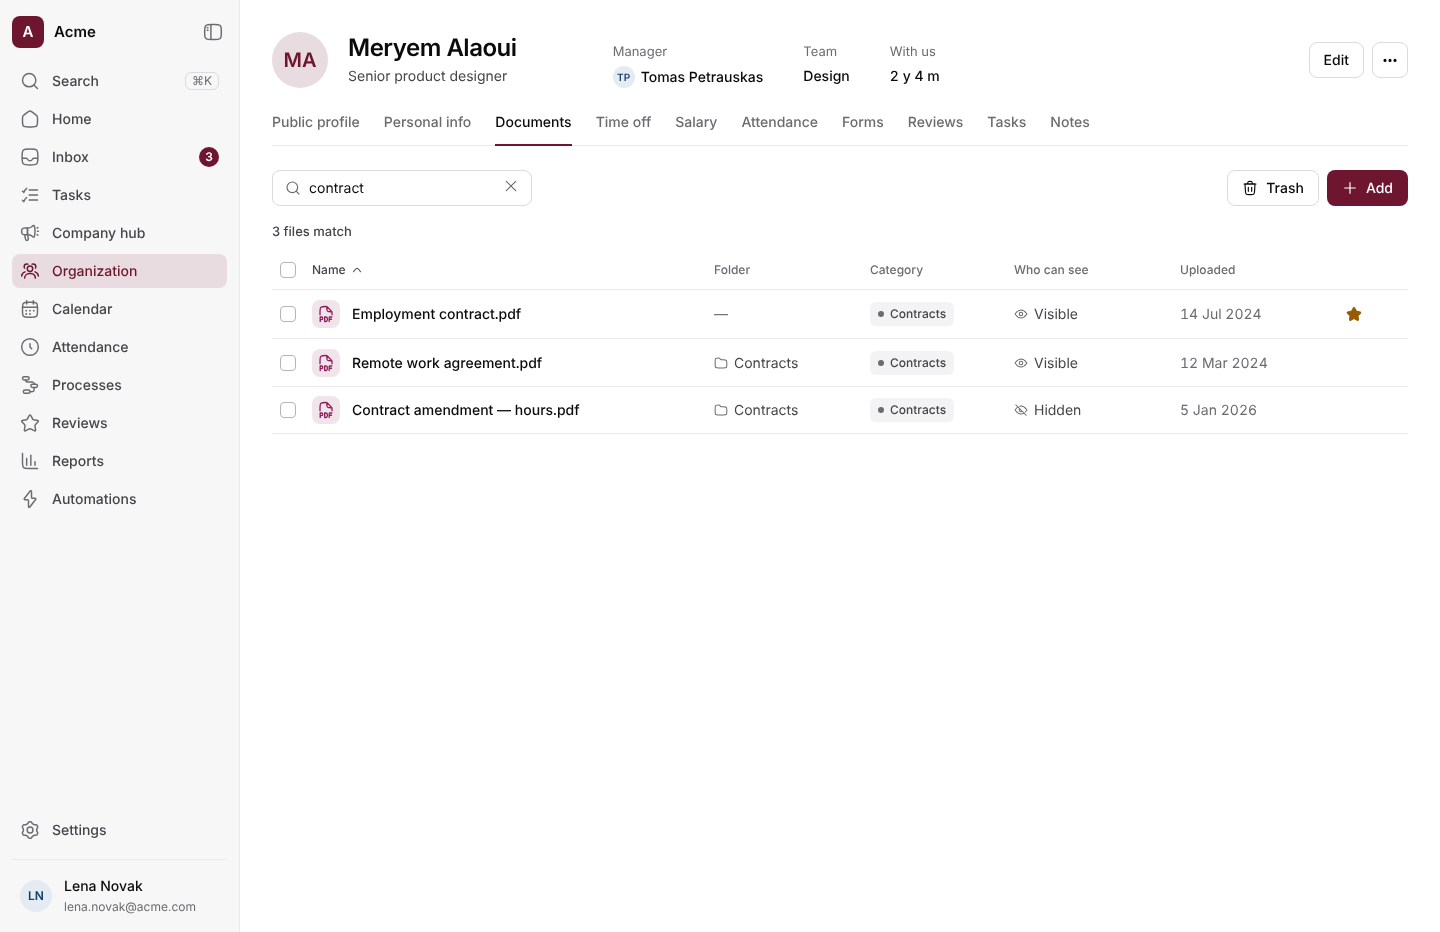 A Acme
Search ⌘K
Home
Inbox 3
Tasks
Company hub
Organization
Calendar
Attendance
Processes
Reviews
Reports
Automations
Settings
LN Lena Novak
lena.novak@acme.com
MA Meryem Alaoui
Senior product designer
Manager
TP Tomas Petrauskas
Team
Design
With us
2 y 4 m
Edit
Public profile Personal info Documents Time off Salary Attendance Forms Reviews Tasks Notes
contract
Trash
Add
3 files match
Name Folder Category Who can see Uploaded
PDF Employment contract.pdf — Contracts Visible 14 Jul 2024
PDF Remote work agreement.pdf Contracts Contracts Visible 12 Mar 2024
PDF Contract amendment — hours.pdf Contracts Contracts Hidden 5 Jan 2026